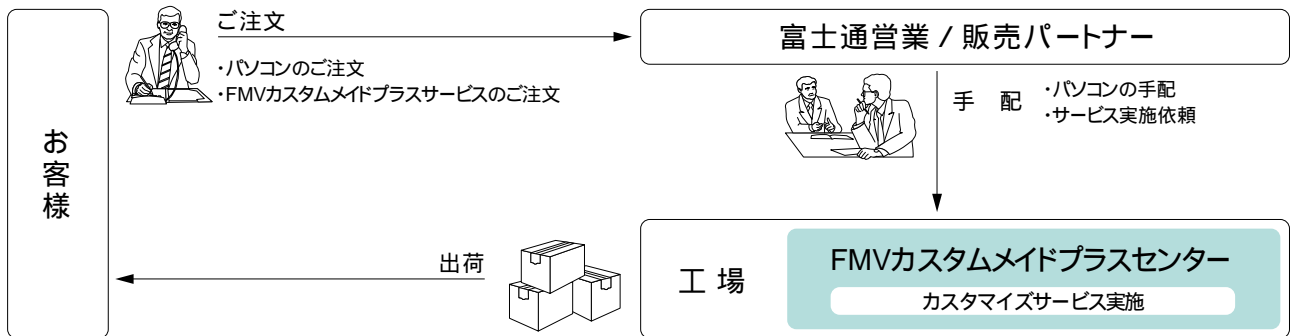 お客様
ご注文
・パソコンのご注文
・FMVカスタムメイドプラスサービスのご注文
富士通営業 / 販売パートナー
手 配
・パソコンの手配
・サービス実施依頼
工 場
FMVカスタムメイドプラスセンター
カスタマイズサービス実施
出荷